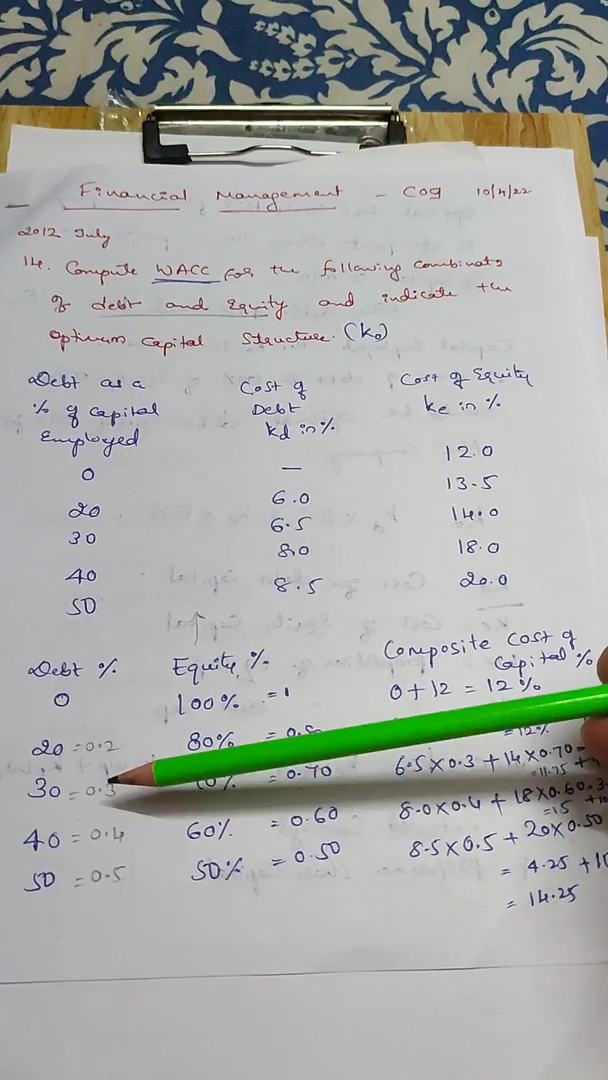 Financial Management - COG 10/4/22
2012 July
14. Compute WACC for the following Combinatn
of debt and Equity and indicate the
optimum capital Structure. (Ko)
Debt as a Cost of Cost of Equity
% of Capital Debt ke in %
Employed kd in %
0 — 12.0
20 6.0 13.5
30 6.5 14.0
40 8.0 18.0
50 8.5 20.0
Debt % Equity % Composite Cost of
Capital %
0 100% = 1 0 + 12 = 12%
20 = 0.2 80% = 12%
30 = 0.3 = 0.70 6.5 X 0.3 + 14 X 0.70 =
= 11.75
40 = 0.4 60% = 0.60 8.0 X 0.4 + 18 X 0.60
= 15
50 = 0.5 50% = 0.50 8.5 X 0.5 + 20 X 0.50
= 4.25 + 10
= 14.25